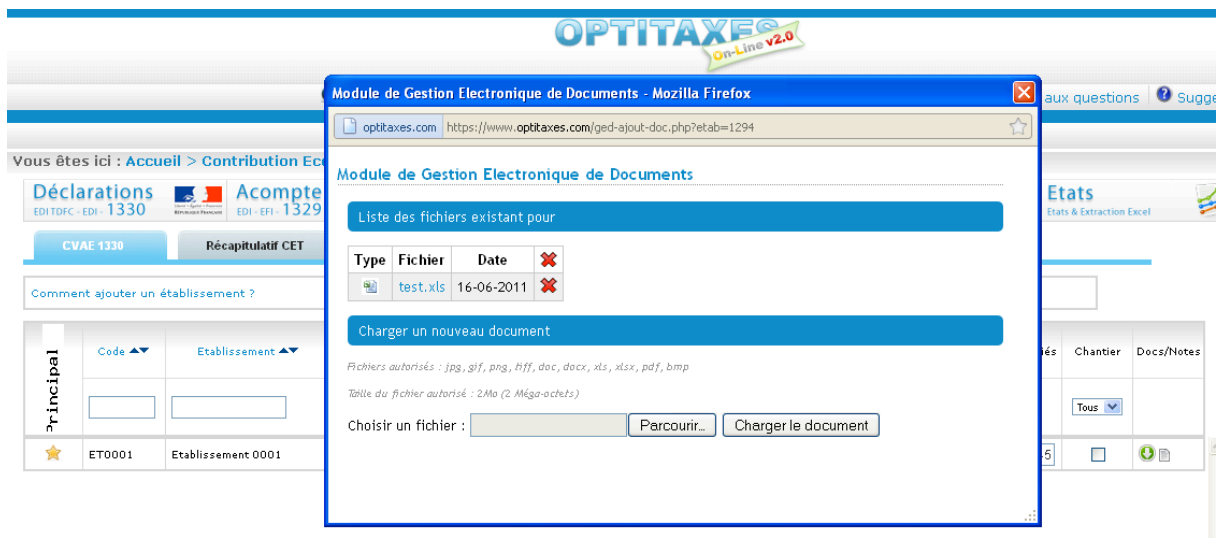 OPTITAXES
On-Line v2.0
Module de Gestion Electronique de Documents - Mozilla Firefox
aux questions
Sugge
optitaxes.com
https://www.optitaxes.com/ged-ajout-doc.php?etab=1294
Vous êtes ici : Accueil > Contribution Eco
Module de Gestion Electronique de Documents
Déclarations
EDI TDFC - EDI - 1330
Acompte
EDI - EFI - 1329
Etats
Etats & Extraction Excel
Liste des fichiers existant pour
CVAE 1330
Récapitulatif CET
Type Fichier Date
test.xls 16-06-2011
Comment ajouter un établissement ?
Charger un nouveau document
Principal
Code
Etablissement
iés
Chantier
Docs/Notes
Fichiers autorisés : jpg, gif, png, tiff, doc, docx, xls, xlsx, pdf, bmp
Taille du fichier autorisé : 2Mo (2 Méga-octets)
Tous
Choisir un fichier :
Parcourir...
Charger le document
ET0001
Etablissement 0001
5